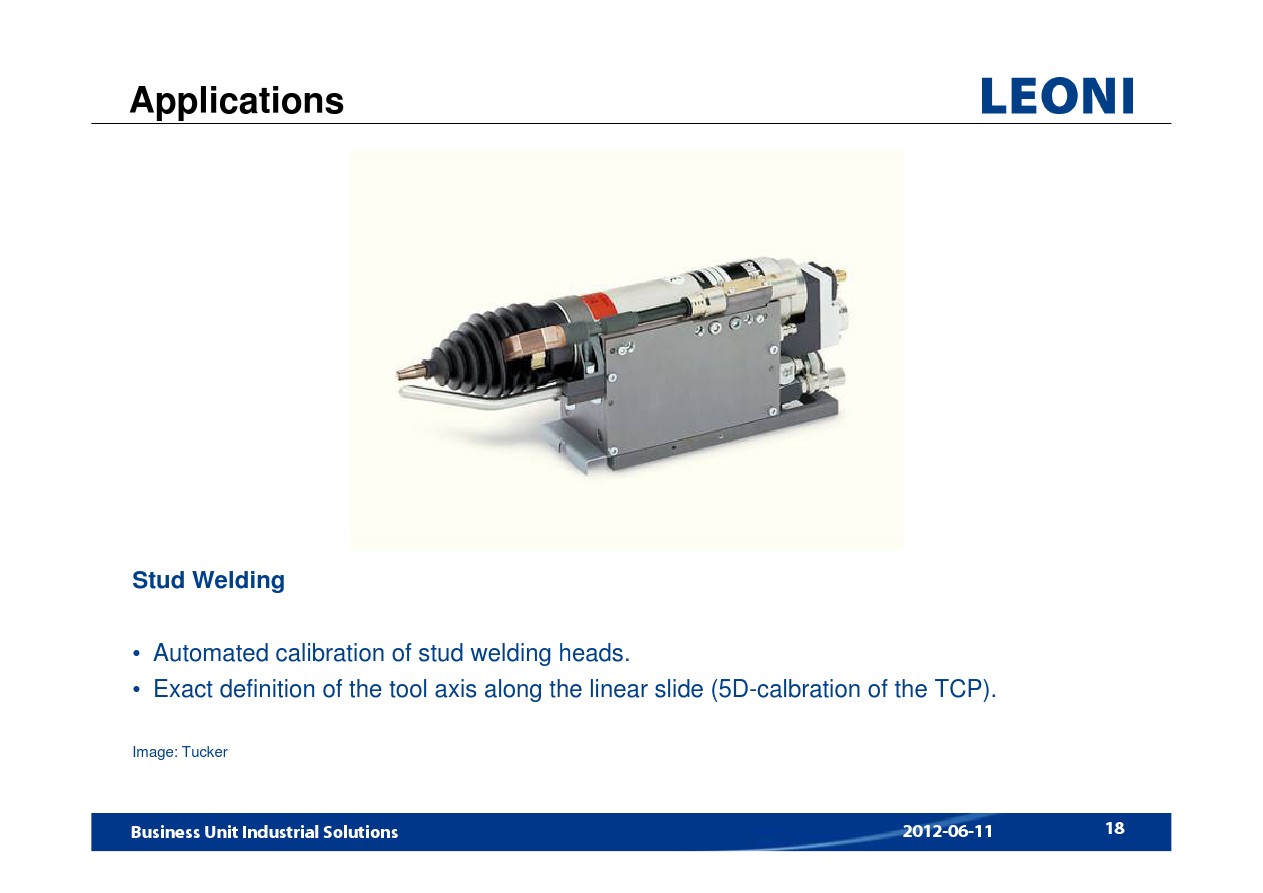 Applications
LEONI
Stud Welding
• Automated calibration of stud welding heads.
• Exact definition of the tool axis along the linear slide (5D-calbration of the TCP).
Image: Tucker
Business Unit Industrial Solutions
2012-06-11
18